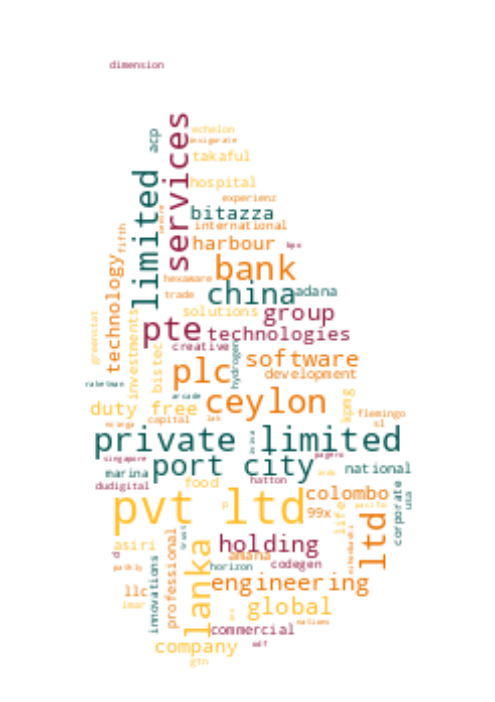 dimension
services
echelon
acp
takaful
limited
hospital
experienz
bitazza
international
fifth
harbour
bpo
bank
technology
hexaware
china
adana
trade
solutions
group
greenstat
investments
pte
technologies
creative
hydrogen
software
bistec
plc
development
arcade
ceylon
kpmg
duty free
flemingo
capital
sl
private limited
singapore
port city
marina
national
dudigital
food
hatton
colombo
corporate
usa
pvt ltd
99x
life
ltd
asiri
lanka
holding
amana
professional
horizon
codegen
innovations
engineering
llc
global
commercial
company
gtn